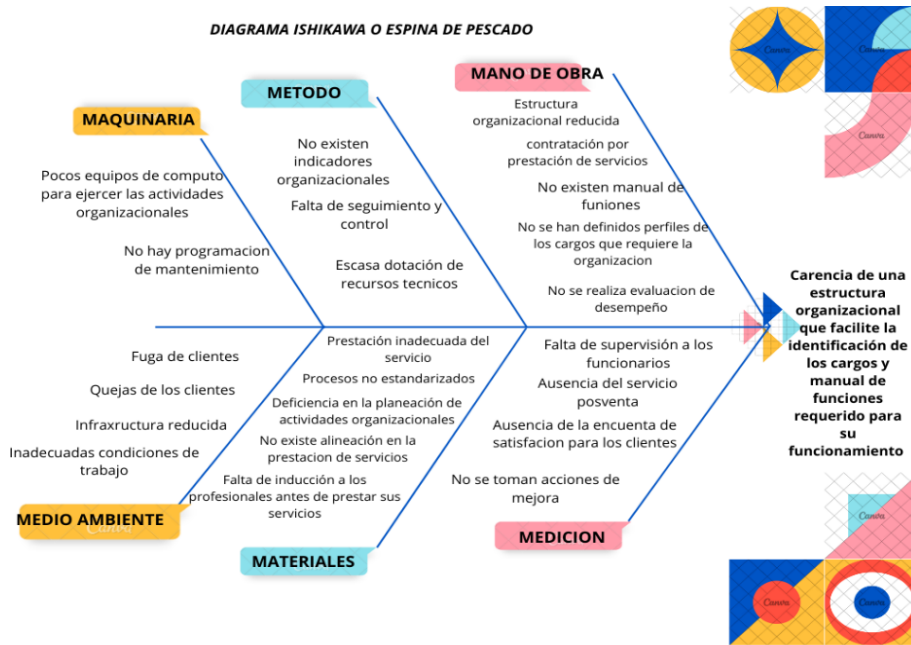 DIAGRAMA ISHIKAWA O ESPINA DE PESCADO
MAQUINARIA
Pocos equipos de computo
para ejercer las actividades
organizacionales
No hay programacion
de mantenimiento
METODO
No existen
indicadores
organizacionales
Falta de seguimiento y
control
Escasa dotación de
recursos tecnicos
MANO DE OBRA
Estructura
organizacional reducida
contratación por
prestación de servicios
No existen manual de
funiones
No se han definidos perfiles de
los cargos que requiere la
organizacion
No se realiza evaluacion de
desempeño
Carencia de una
estructura
organizacional
que facilite la
identificación de
los cargos y
manual de
funciones
requerido para
su
funcionamiento
Fuga de clientes
Quejas de los clientes
Infraxructura reducida
Inadecuadas condiciones de
trabajo
MEDIO AMBIENTE
Prestación inadecuada del
servicio
Procesos no estandarizados
Deficiencia en la planeación de
actividades organizacionales
No existe alineación en la
prestacion de servicios
Falta de inducción a los
profesionales antes de prestar sus
servicios
MATERIALES
Falta de supervisión a los
funcionarios
Ausencia del servicio
posventa
Ausencia de la encuenta de
satisfacion para los clientes
No se toman acciones de
mejora
MEDICION
Canva
Canva
Canva
Canva
Canva
Canva